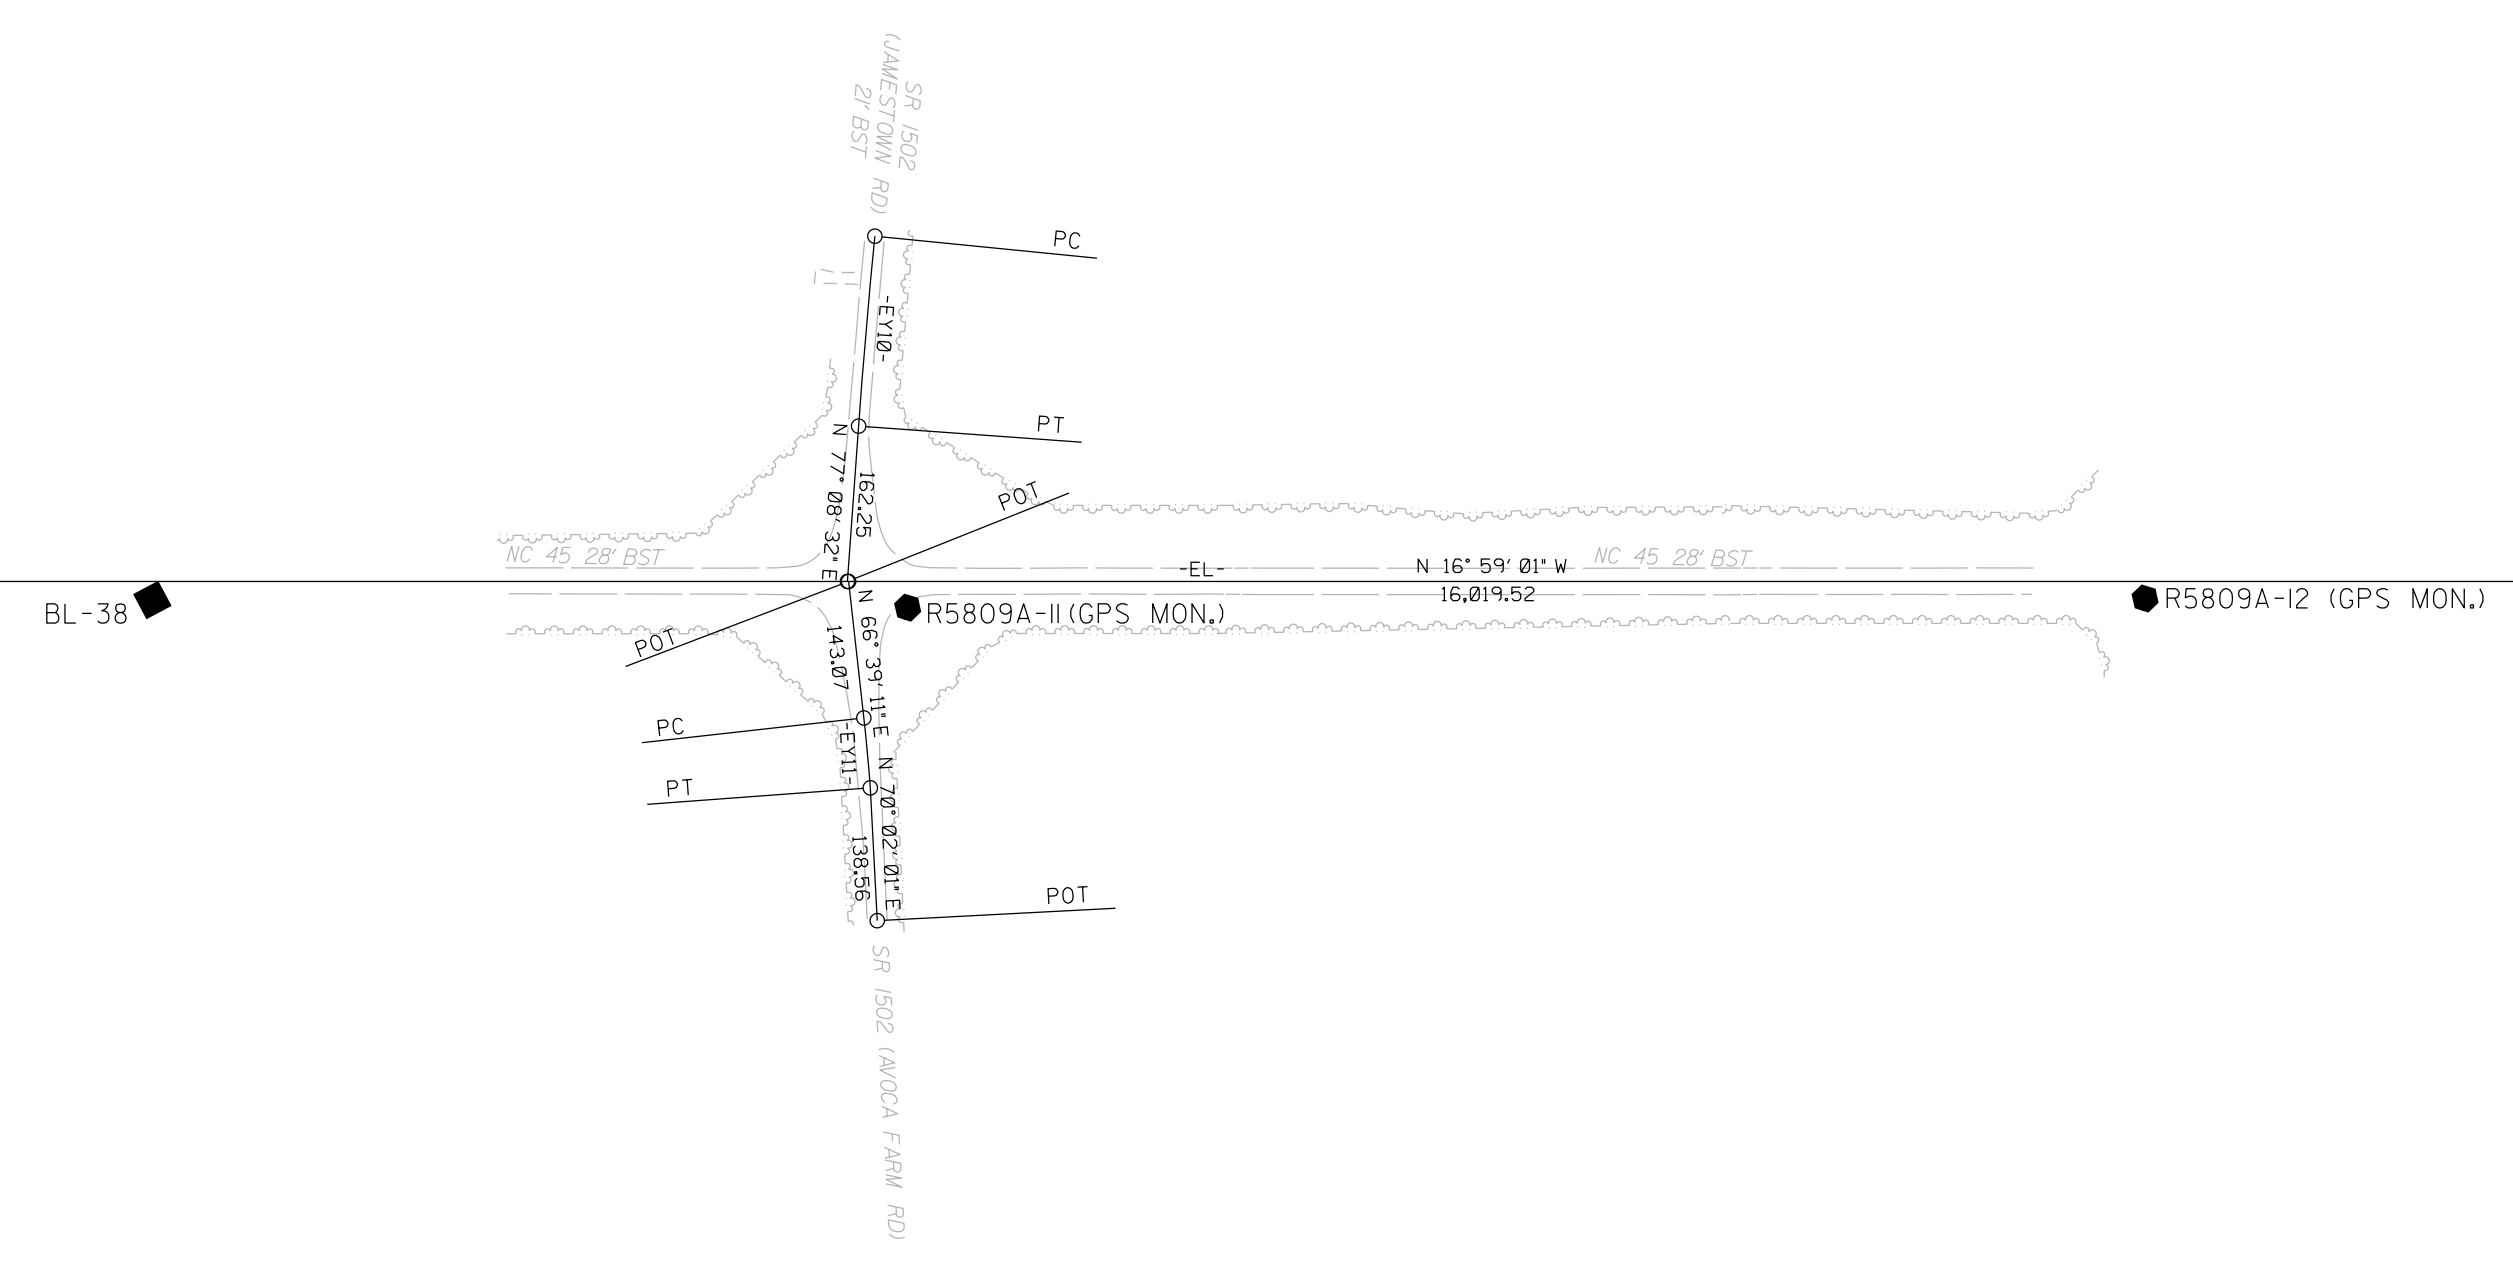 SR 1502
(JAMESTOWN RD)
21' BST
PC
-EY10-
PT
N 77° 08' 32" E
162.25
POT
NC 45 28' BST
-EL-
N 16° 59' 01" W
16,019.52
NC 45 28' BST
BL-38
R5809A-11 (GPS MON.)
R5809A-12 (GPS MON.)
POT
N 66° 39' 11" E
143.07
PC
-EY11-
PT
N 70° 02' 01" E
138.56
POT
SR 1502 (AVOCA FARM RD)